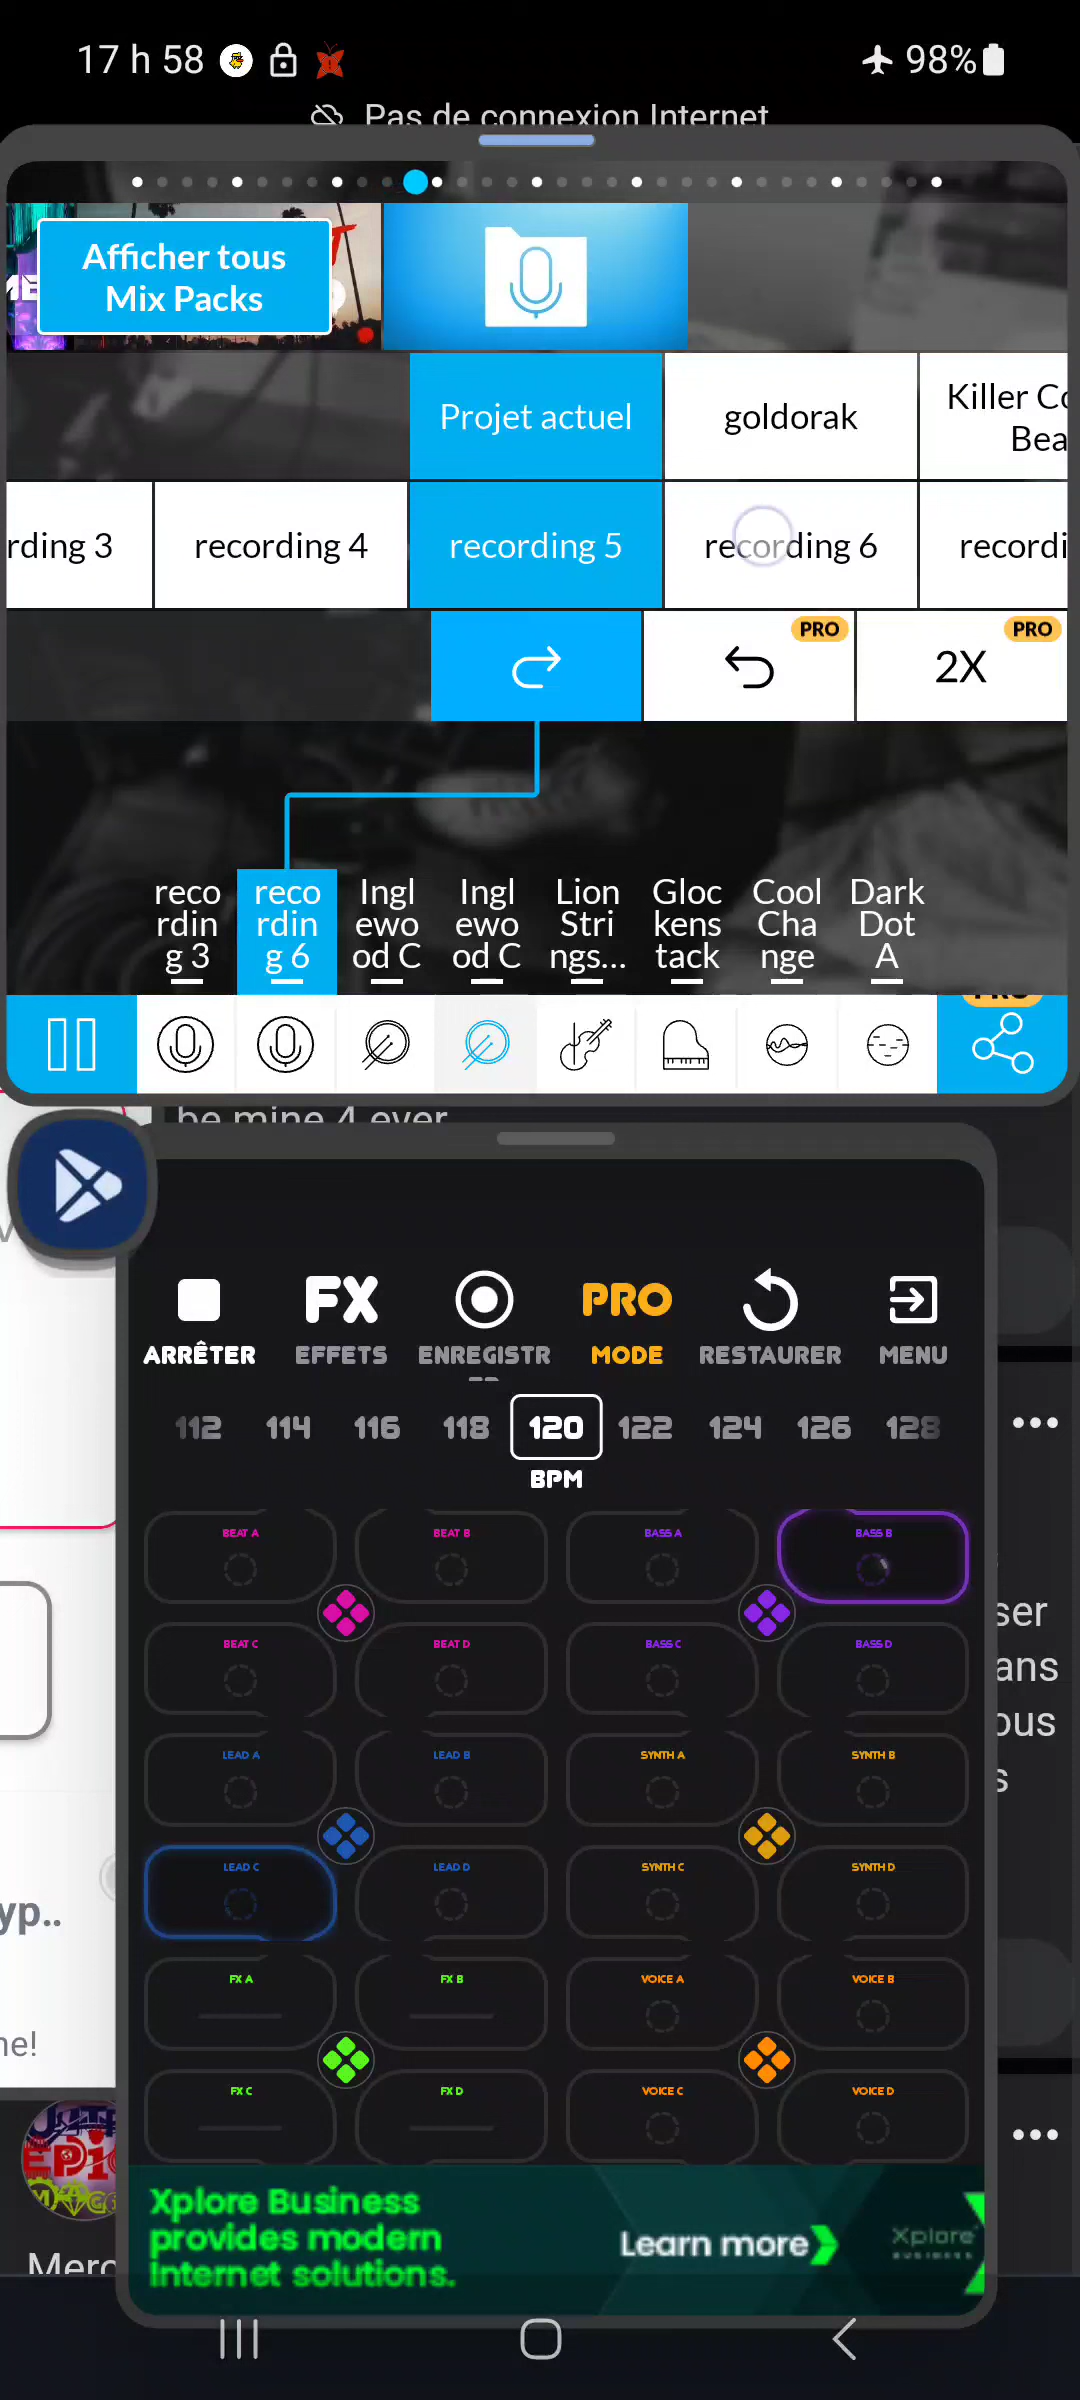 17 h 58
98%
Pas de connexion Internet
Afficher tous
Mix Packs
Projet actuel
goldorak
Killer Co
Bea
rding 3
recording 4
recording 5
recording 6
recordi
PRO
PRO
2X
reco
rdin
g 3
reco
rdin
g 6
Ingl
ewo
od C
Ingl
ewo
od C
Lion
Stri
ngs...
Gloc
kens
tack
Cool
Cha
nge
Dark
Dot
A
PRO
be mine 4 ever
FX
PRO
ARRÊTER
EFFETS
ENREGISTR
MODE
RESTAURER
MENU
112
114
116
118
120
122
124
126
128
BPM
BEAT A
BEAT B
BASS A
BASS B
BEAT C
BEAT D
BASS C
BASS D
ser
ans
ous
s
LEAD A
LEAD B
SYNTH A
SYNTH B
LEAD C
LEAD D
SYNTH C
SYNTH D
yp..
FX A
FX B
VOICE A
VOICE B
ne!
FX C
FX D
VOICE C
VOICE D
EPiC
MAGi
Merc
Xplore Business
provides modern
Internet solutions.
Learn more
Xplore
BUSINESS